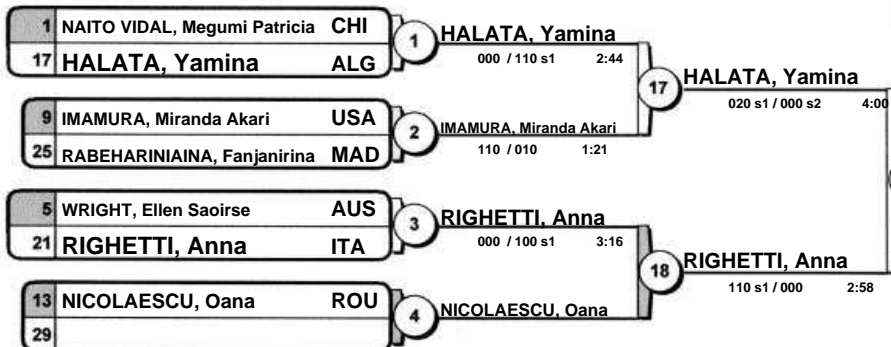 1 NAITO VIDAL, Megumi Patricia CHI
17 HALATA, Yamina ALG
1
HALATA, Yamina
000 / 110 s1 2:44
9 IMAMURA, Miranda Akari USA
25 RABEHARINIAINA, Fanjanirina MAD
2
IMAMURA, Miranda Akari
110 / 010 1:21
17
HALATA, Yamina
020 s1 / 000 s2 4:00
5 WRIGHT, Ellen Saoirse AUS
21 RIGHETTI, Anna ITA
3
RIGHETTI, Anna
000 / 100 s1 3:16
13 NICOLAESCU, Oana ROU
29
4
NICOLAESCU, Oana
18
RIGHETTI, Anna
110 s1 / 000 2:58